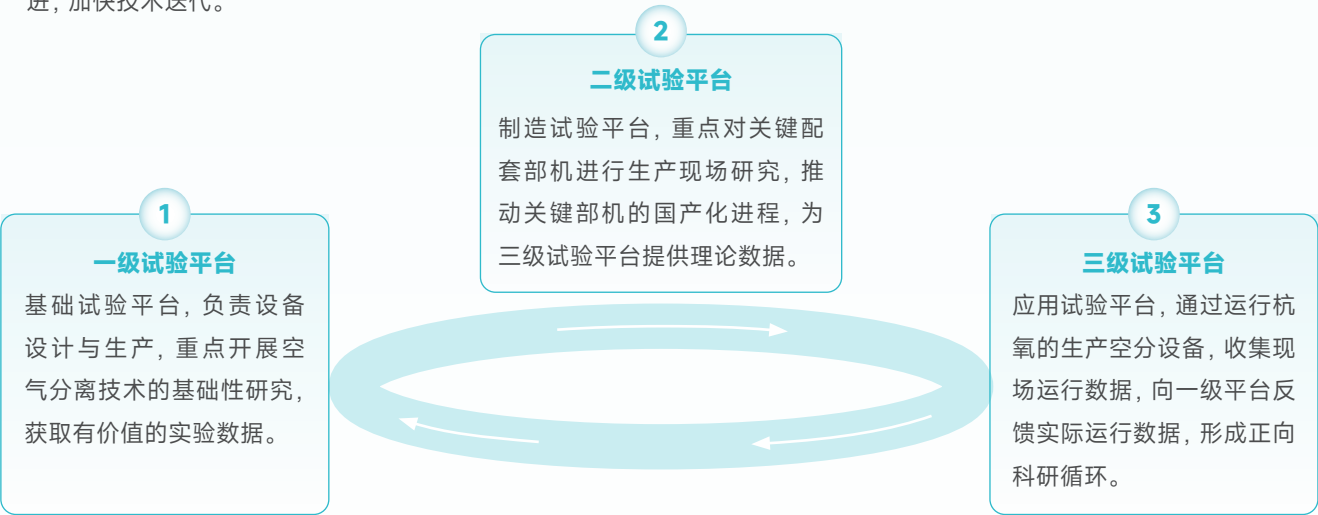 进，加快技术迭代。
1
一级试验平台
基础试验平台，负责设备
设计与生产，重点开展空
气分离技术的基础性研究，
获取有价值的实验数据。
2
二级试验平台
制造试验平台，重点对关键配
套部机进行生产现场研究，推
动关键部机的国产化进程，为
三级试验平台提供理论数据。
3
三级试验平台
应用试验平台，通过运行杭
氧的生产空分设备，收集现
场运行数据，向一级平台反
馈实际运行数据，形成正向
科研循环。